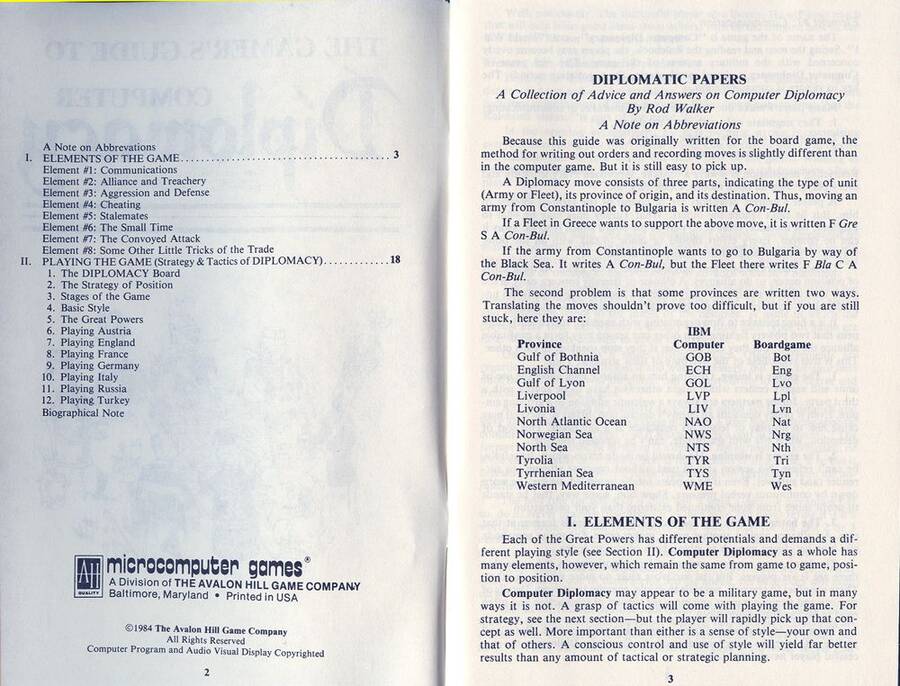 A Note on Abbrevations
I. ELEMENTS OF THE GAME........................................ 3
Element #1: Communications
Element #2: Alliance and Treachery
Element #3: Aggression and Defense
Element #4: Cheating
Element #5: Stalemates
Element #6: The Small Time
Element #7: The Convoyed Attack
Element #8: Some Other Little Tricks of the Trade
II. PLAYING THE GAME (Strategy & Tactics of DIPLOMACY)............18
1. The DIPLOMACY Board
2. The Strategy of Position
3. Stages of the Game
4. Basic Style
5. The Great Powers
6. Playing Austria
7. Playing England
8. Playing France
9. Playing Germany
10. Playing Italy
11. Playing Russia
12. Playing Turkey
Biographical Note
AH QUALITY
microcomputer games®
A Division of THE AVALON HILL GAME COMPANY
Baltimore, Maryland • Printed in USA
©1984 The Avalon Hill Game Company
All Rights Reserved
Computer Program and Audio Visual Display Copyrighted
2
DIPLOMATIC PAPERS
A Collection of Advice and Answers on Computer Diplomacy
By Rod Walker
A Note on Abbreviations
Because this guide was originally written for the board game, the
method for writing out orders and recording moves is slightly different than
in the computer game. But it is still easy to pick up.
A Diplomacy move consists of three parts, indicating the type of unit
(Army or Fleet), its province of origin, and its destination. Thus, moving an
army from Constantinople to Bulgaria is written A Con-Bul.
If a Fleet in Greece wants to support the above move, it is written F Gre
S A Con-Bul.
If the army from Constantinople wants to go to Bulgaria by way of
the Black Sea. It writes A Con-Bul, but the Fleet there writes F Bla C A
Con-Bul.
The second problem is that some provinces are written two ways.
Translating the moves shouldn't prove too difficult, but if you are still
stuck, here they are:
IBM
Province Computer Boardgame
Gulf of Bothnia GOB Bot
English Channel ECH Eng
Gulf of Lyon GOL Lyo
Liverpool LVP Lpl
Livonia LIV Lvn
North Atlantic Ocean NAO Nat
Norwegian Sea NWS Nrg
North Sea NTS Nth
Tyrolia TYR Tri
Tyrrhenian Sea TYS Tyn
Western Mediterranean WME Wes
I. ELEMENTS OF THE GAME
Each of the Great Powers has different potentials and demands a dif-
ferent playing style (see Section II). Computer Diplomacy as a whole has
many elements, however, which remain the same from game to game, posi-
tion to position.
Computer Diplomacy may appear to be a military game, but in many
ways it is not. A grasp of tactics will come with playing the game. For
strategy, see the next section—but the player will rapidly pick up that con-
cept as well. More important than either is a sense of style—your own and
that of others. A conscious control and use of style will yield far better
results than any amount of tactical or strategic planning.
3